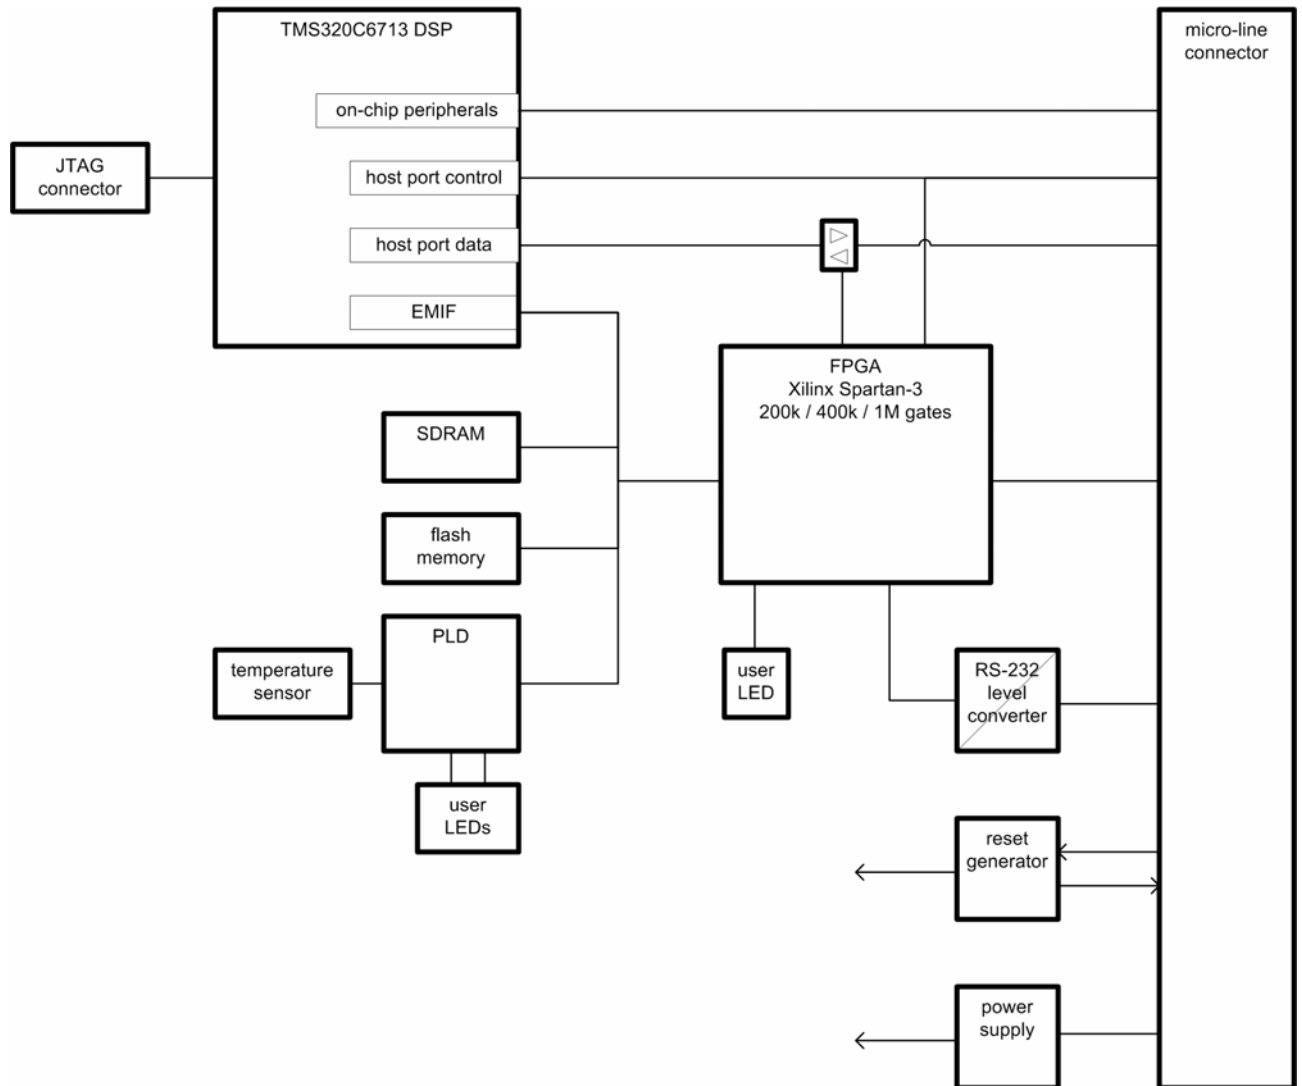 TMS320C6713 DSP
micro-line
connector
on-chip peripherals
JTAG
connector
host port control
host port data
EMIF
FPGA
Xilinx Spartan-3
200k / 400k / 1M gates
SDRAM
flash
memory
PLD
temperature
sensor
user
LED
RS-232
level
converter
user
LEDs
reset
generator
power
supply